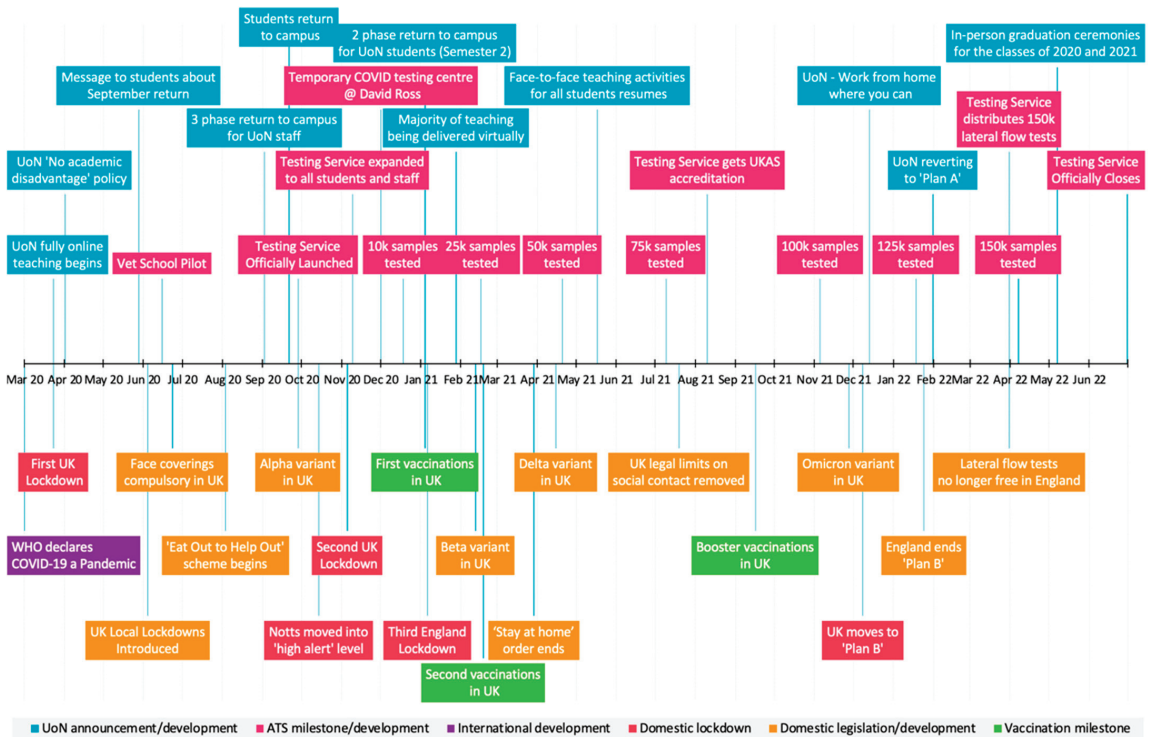 Students return
to campus
2 phase return to campus
for UoN students (Semester 2)
In-person graduation ceremonies
for the classes of 2020 and 2021
Message to students about
September return
Temporary COVID testing centre
@ David Ross
Face-to-face teaching activities
for all students resumes
UoN - Work from home
where you can
3 phase return to campus
for UoN staff
Majority of teaching
being delivered virtually
Testing Service
distributes 150k
lateral flow tests
UoN 'No academic
disadvantage' policy
Testing Service expanded
to all students and staff
Testing Service gets UKAS
accreditation
UoN reverting
to 'Plan A'
Testing Service
Officially Closes
UoN fully online
teaching begins
Vet School Pilot
Testing Service
Officially Launched
10k samples
tested
25k samples
tested
50k samples
tested
75k samples
tested
100k samples
tested
125k samples
tested
150k samples
tested
Mar 20 Apr 20 May 20 Jun 20 Jul 20 Aug 20 Sep 20 Oct 20 Nov 20 Dec 20 Jan 21 Feb 21 Mar 21 Apr 21 May 21 Jun 21 Jul 21 Aug 21 Sep 21 Oct 21 Nov 21 Dec 21 Jan 22 Feb 22 Mar 22 Apr 22 May 22 Jun 22
First UK
Lockdown
Face coverings
compulsory in UK
Alpha variant
in UK
First vaccinations
in UK
Delta variant
in UK
UK legal limits on
social contact removed
Omicron variant
in UK
Lateral flow tests
no longer free in England
WHO declares
COVID-19 a Pandemic
'Eat Out to Help Out'
scheme begins
Second UK
Lockdown
Beta variant
in UK
Booster vaccinations
in UK
England ends
'Plan B'
UK Local Lockdowns
Introduced
Notts moved into
'high alert' level
Third England
Lockdown
‘Stay at home’
order ends
UK moves to
'Plan B'
Second vaccinations
in UK
UoN announcement/development
ATS milestone/development
International development
Domestic lockdown
Domestic legislation/development
Vaccination milestone